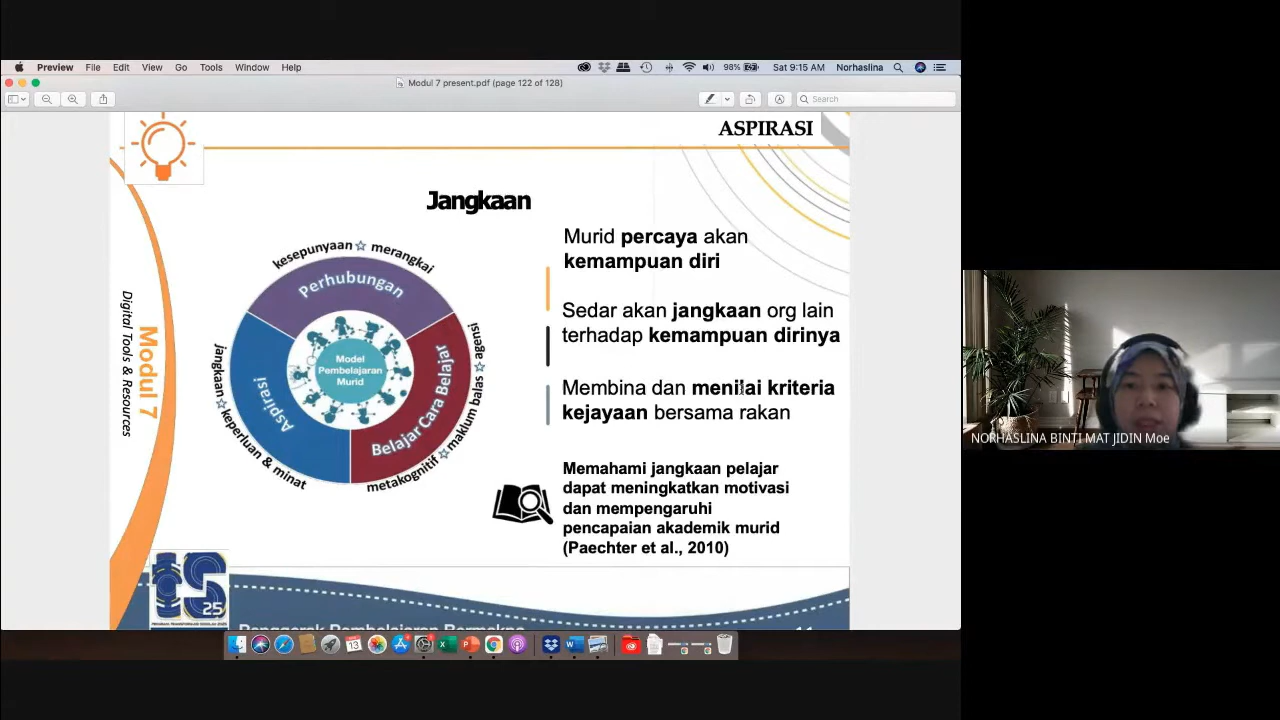 Preview File Edit View Go Tools Window Help
98% Sat 9:15 AM Norhaslina
Modul 7 present.pdf (page 122 of 128)
Search
ASPIRASI
Jangkaan
Murid percaya akan
kemampuan diri
Sedar akan jangkaan org lain
terhadap kemampuan dirinya
Membina dan menilai kriteria
kejayaan bersama rakan
Memahami jangkaan pelajar
dapat meningkatkan motivasi
dan mempengaruhi
pencapaian akademik murid
(Paechter et al., 2010)
kesepunyaan ☆ merangkai
Perhubungan
agensi ☆ maklum balas ☆ metakognitif
Belajar Cara Belajar
jangkaan ☆ keperluan & minat
Aspirasi
Model
Pembelajaran
Murid
Modul 7
Digital Tools & Resources
TS
25
13
NORHASLINA BINTI MAT JIDIN Moe